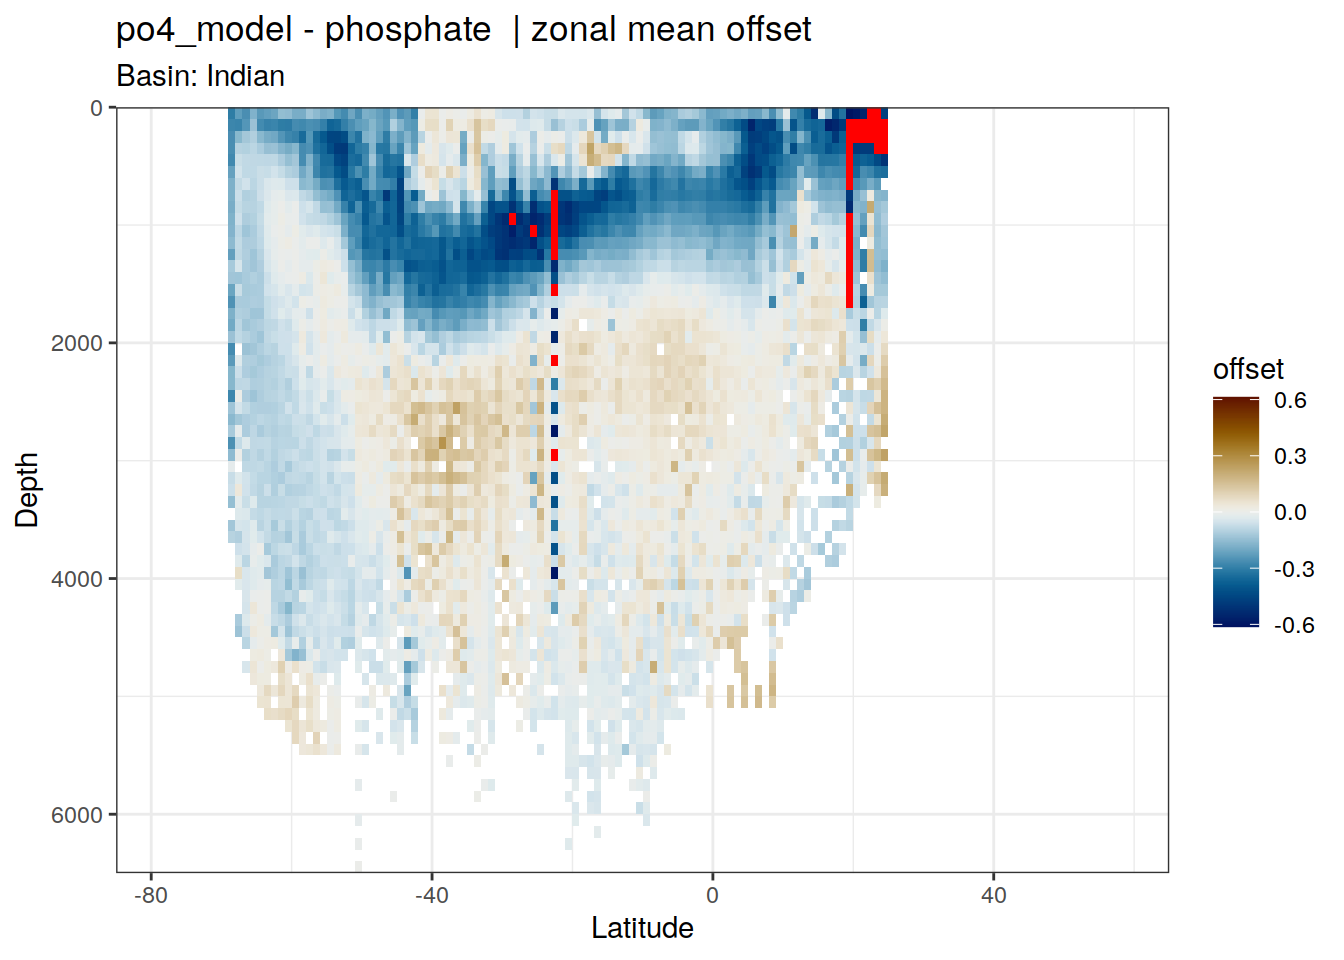 po4_model - phosphate | zonal mean offset
Basin: Indian
0
2000
4000
6000
Depth
-80
-40
0
40
Latitude
offset
0.6
0.3
0.0
-0.3
-0.6